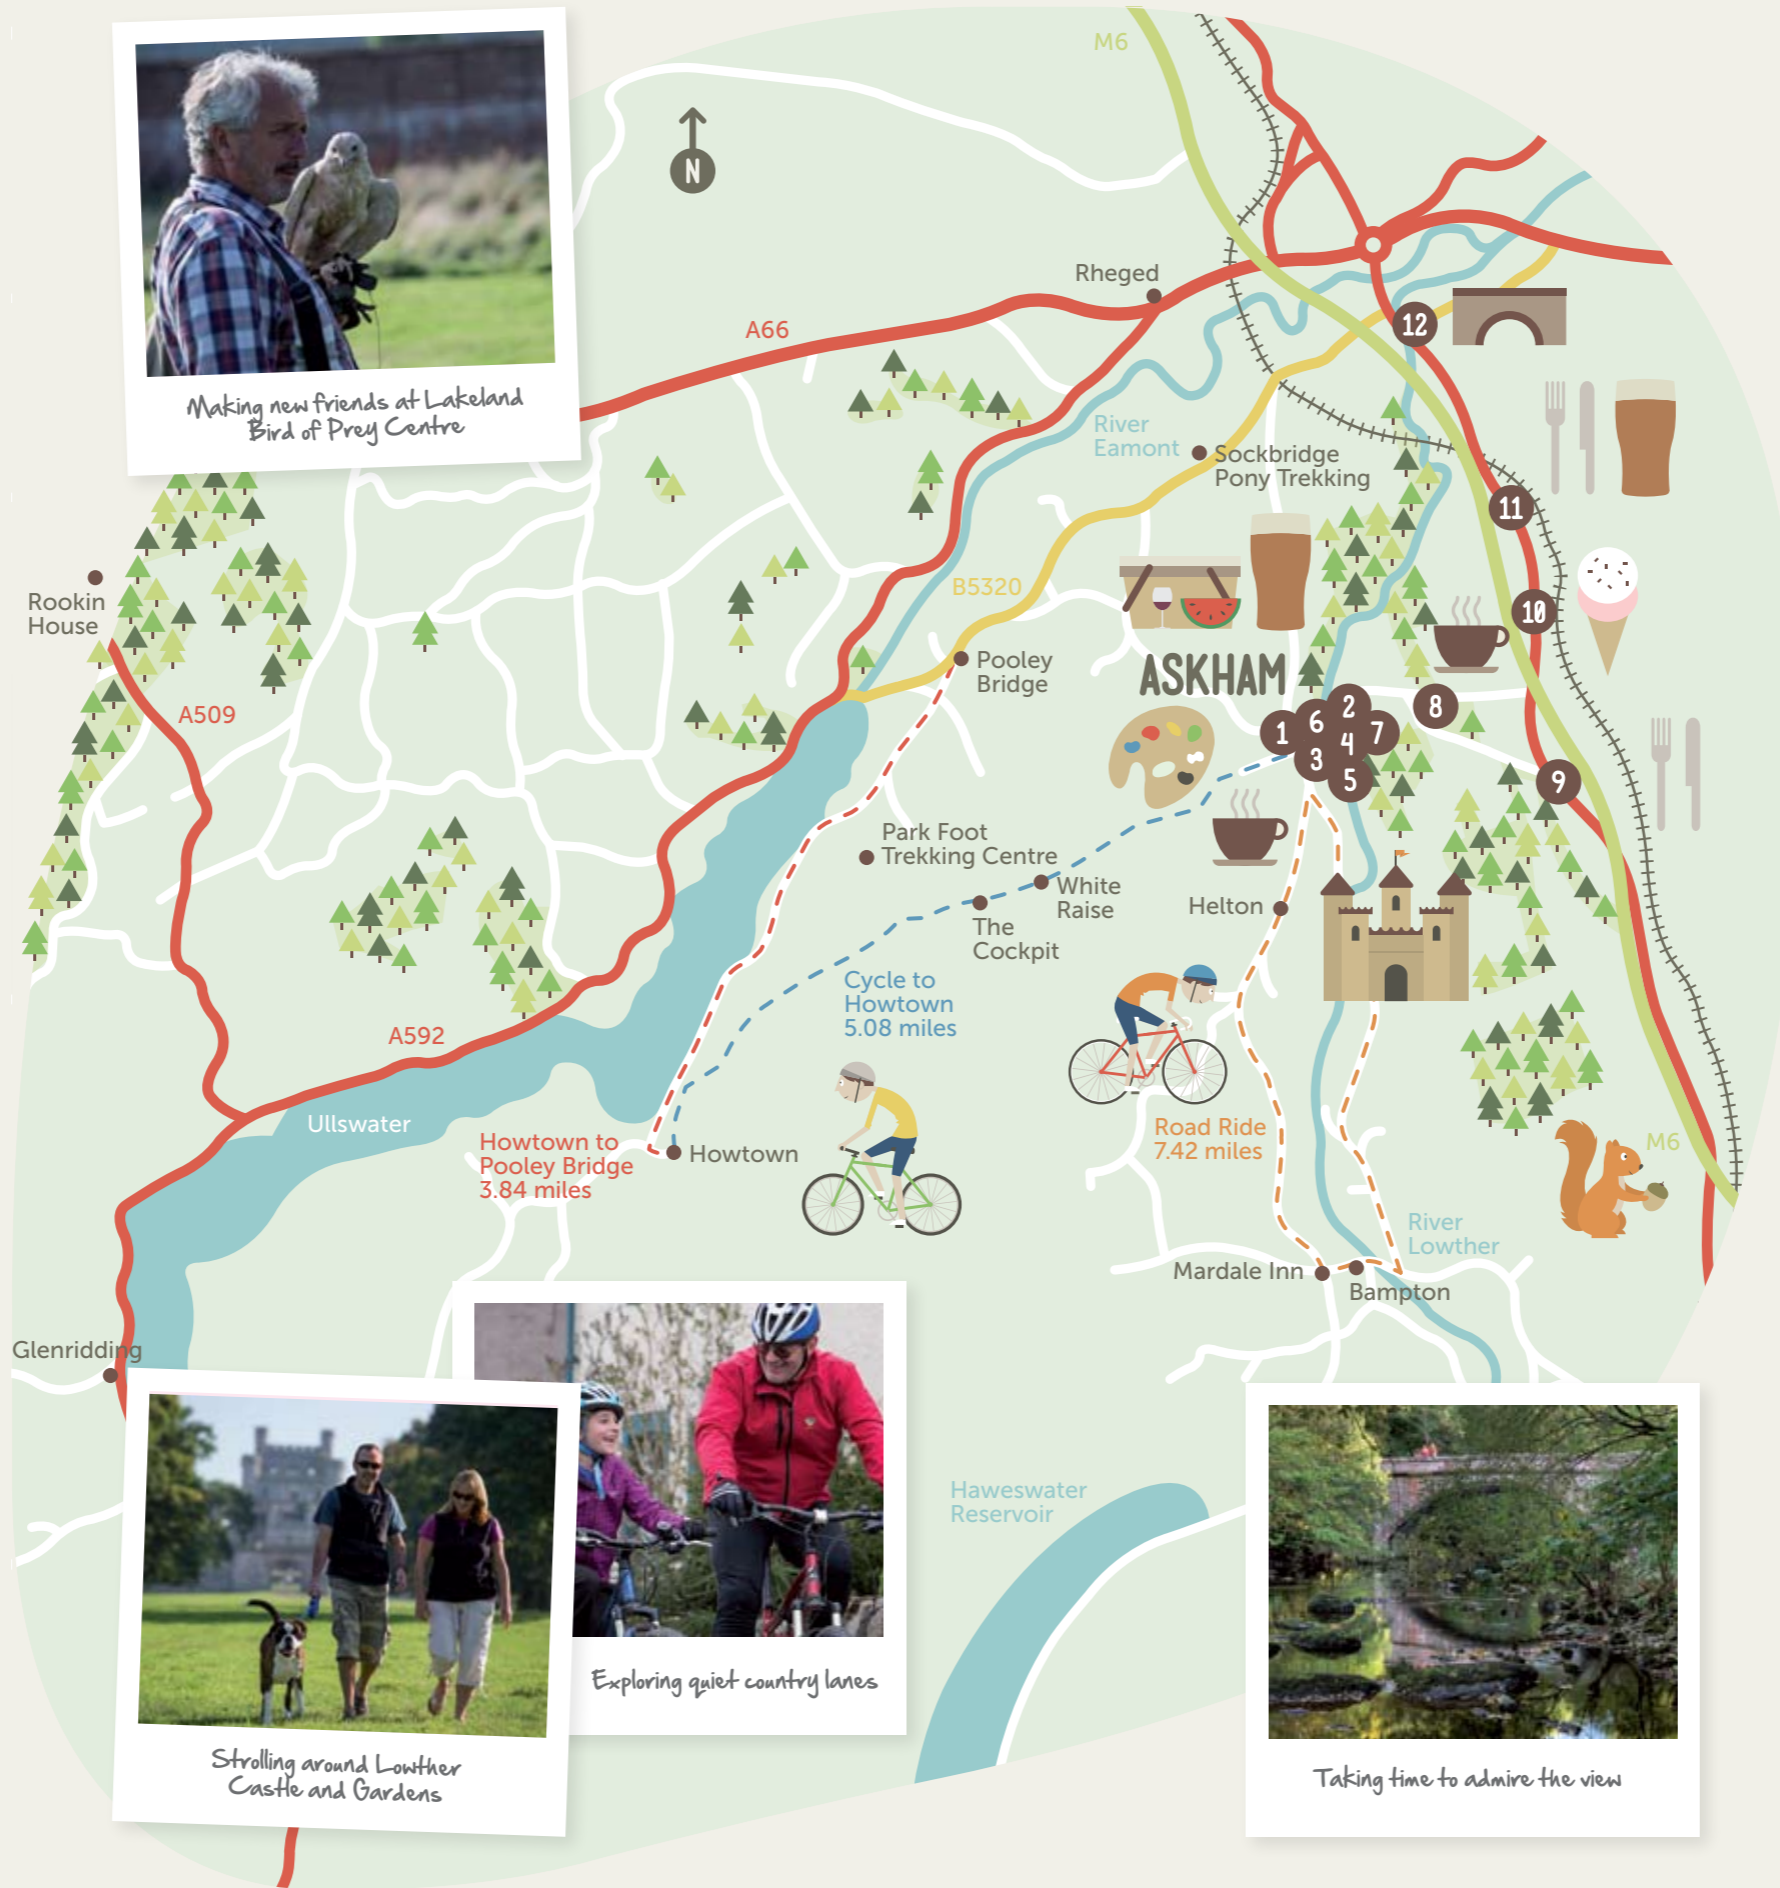 M6
N
Making new friends at Lakeland
Bird of Prey Centre
Rheged
A66
12
River
Eamont
Sockbridge
Pony Trekking
11
Rookin
House
B5320
10
Pooley
Bridge
ASKHAM
A509
1
6
2
4
7
3
5
8
9
Park Foot
Trekking Centre
White
Raise
The
Cockpit
Helton
Cycle to
Howtown
5.08 miles
A592
Ullswater
Howtown to
Pooley Bridge
3.84 miles
Howtown
Road Ride
7.42 miles
M6
River
Lowther
Mardale Inn
Bampton
Glenridding
Haweswater
Reservoir
Exploring quiet country lanes
Strolling around Lowther
Castle and Gardens
Taking time to admire the view